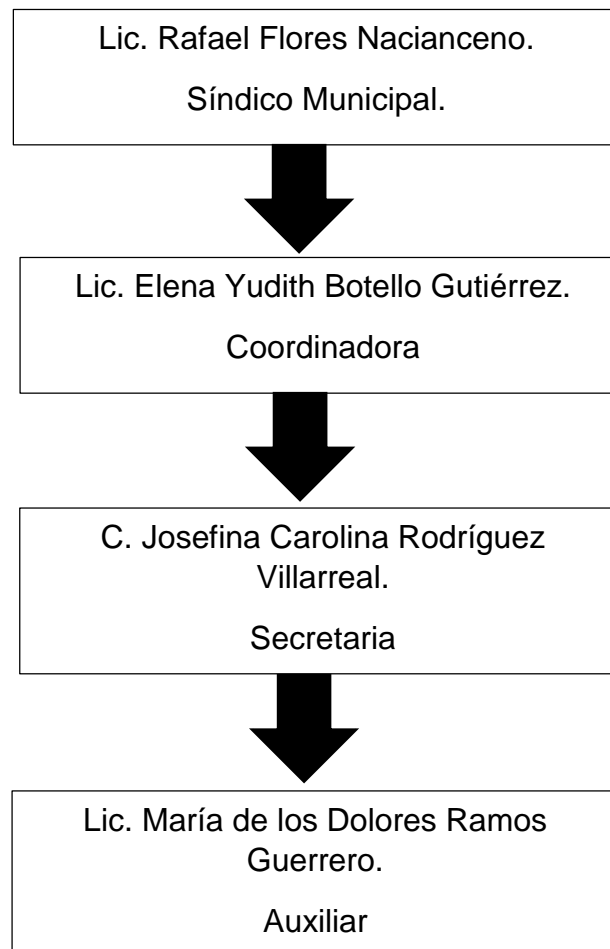 Lic. Rafael Flores Nacianceno.
Síndico Municipal.
Lic. Elena Yudith Botello Gutiérrez.
Coordinadora
C. Josefina Carolina Rodríguez
Villarreal.
Secretaria
Lic. María de los Dolores Ramos
Guerrero.
Auxiliar